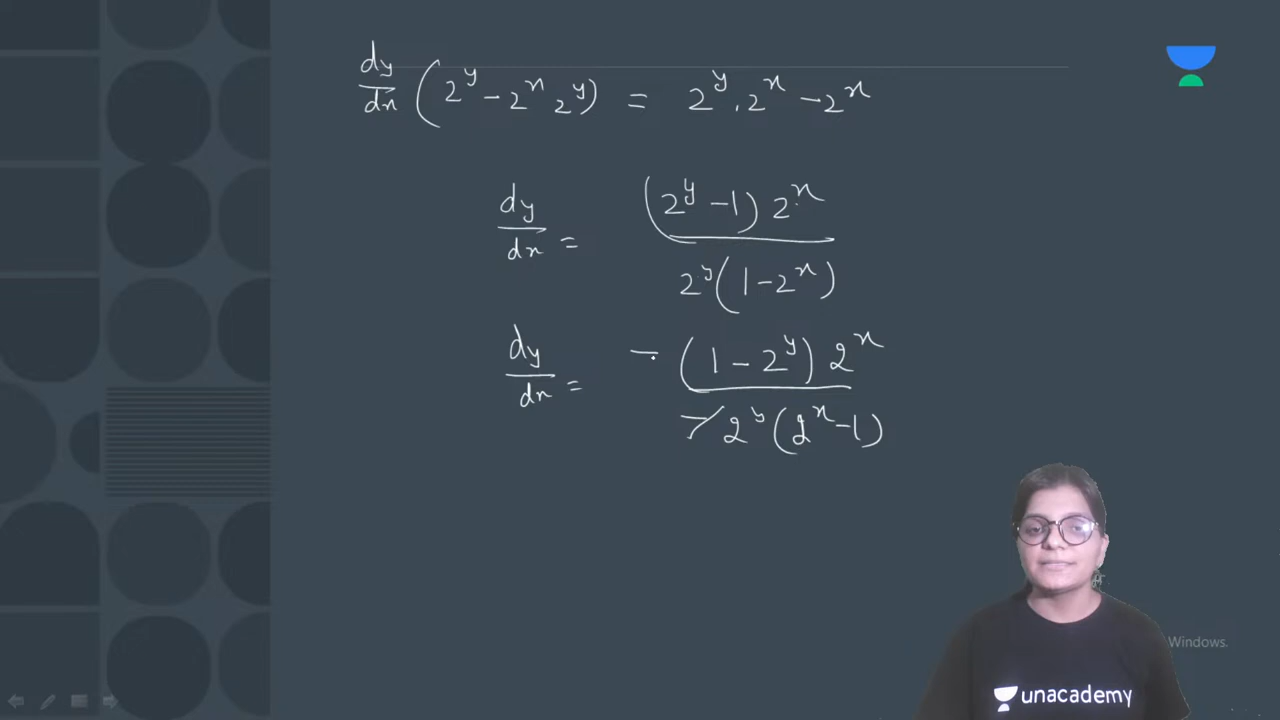 dy/dx (2^y - 2^x 2^y) = 2^y . 2^x - 2^x
dy/dx = (2^y - 1) 2^x / 2^y (1 - 2^x)
dy/dx = - (1 - 2^y) 2^x / - 2^y (2^x - 1)
Windows.
unacademy